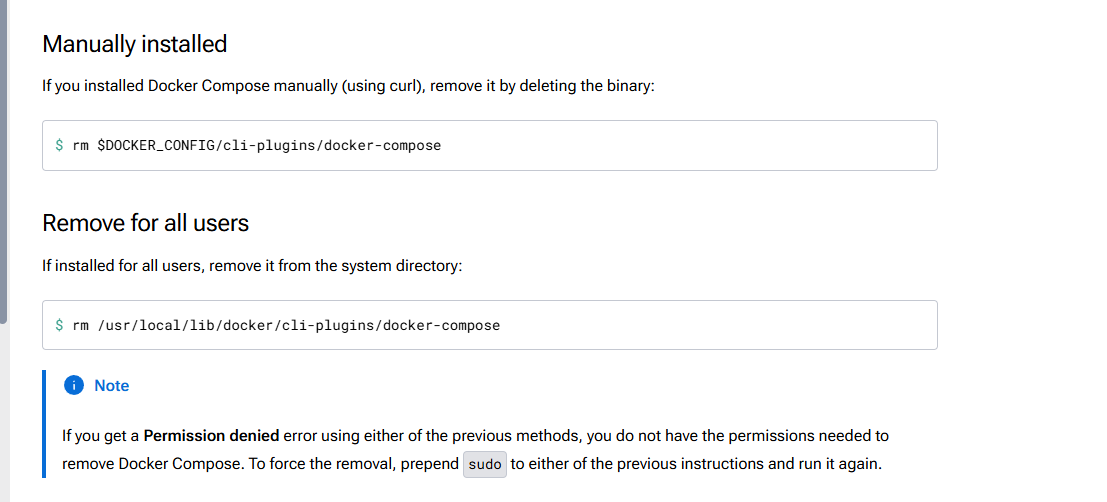 Manually installed
If you installed Docker Compose manually (using curl), remove it by deleting the binary:
$ rm $DOCKER_CONFIG/cli-plugins/docker-compose
Remove for all users
If installed for all users, remove it from the system directory:
$ rm /usr/local/lib/docker/cli-plugins/docker-compose
Note
If you get a Permission denied error using either of the previous methods, you do not have the permissions needed to
remove Docker Compose. To force the removal, prepend sudo to either of the previous instructions and run it again.